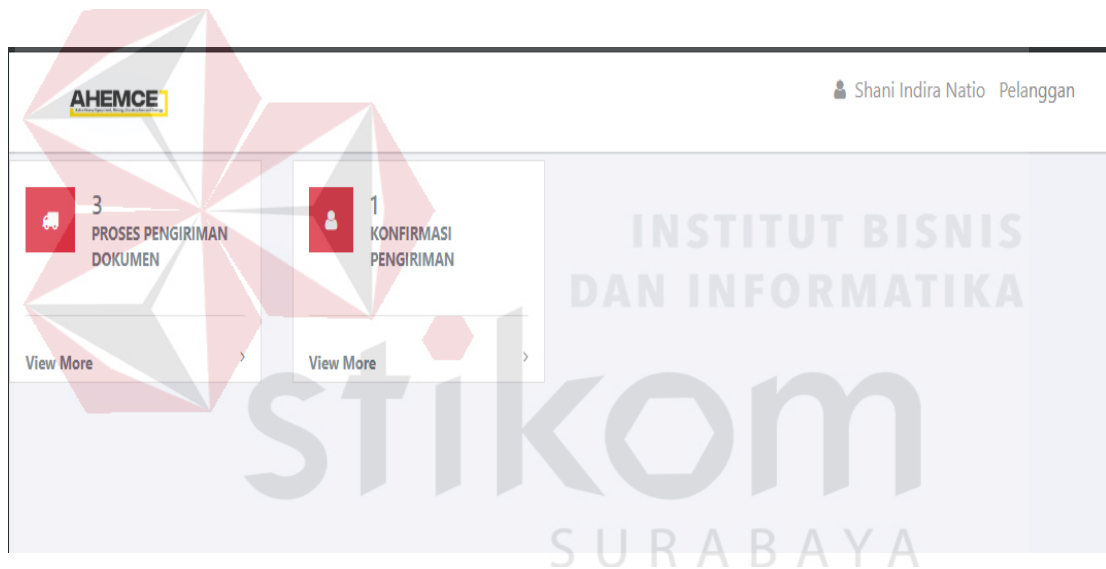 AHEMCE
Shani Indira Natio Pelanggan
3
PROSES PENGIRIMAN
DOKUMEN
View More
1
KONFIRMASI
PENGIRIMAN
View More
INSTITUT BISNIS
DAN INFORMATIKA
stikom
SURABAYA